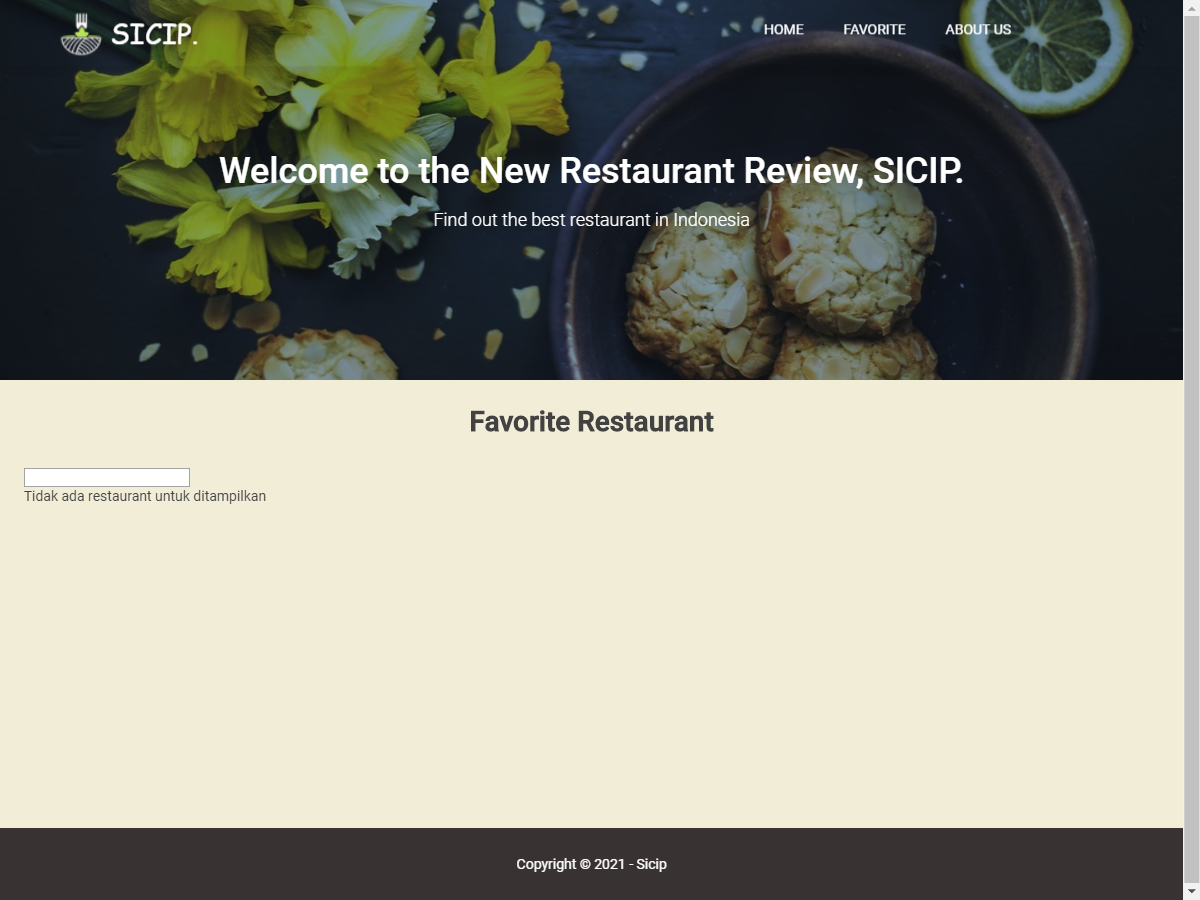 SICIP.
HOME
FAVORITE
ABOUT US
Welcome to the New Restaurant Review, SICIP.
Find out the best restaurant in Indonesia
Favorite Restaurant
Tidak ada restaurant untuk ditampilkan
Copyright © 2021 - Sicip